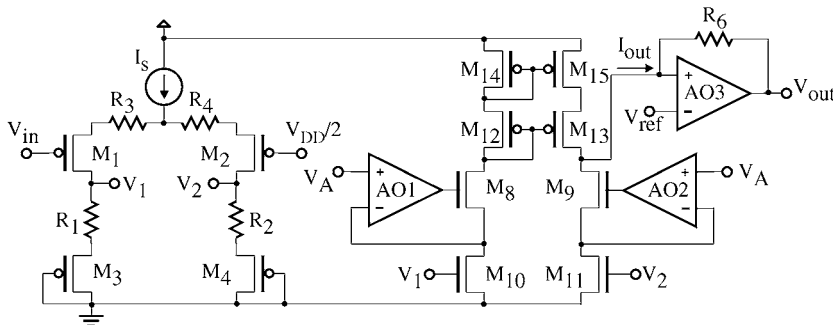 I_S
R_3
R_4
V_in
M_1
M_2
V_DD/2
V_1
V_2
R_1
R_2
M_3
M_4
M_14
M_15
M_12
M_13
I_out
R_6
+
AO3
−
V_ref
V_out
V_A
+
AO1
−
M_8
M_9
+
AO2
−
V_A
V_1
M_10
M_11
V_2